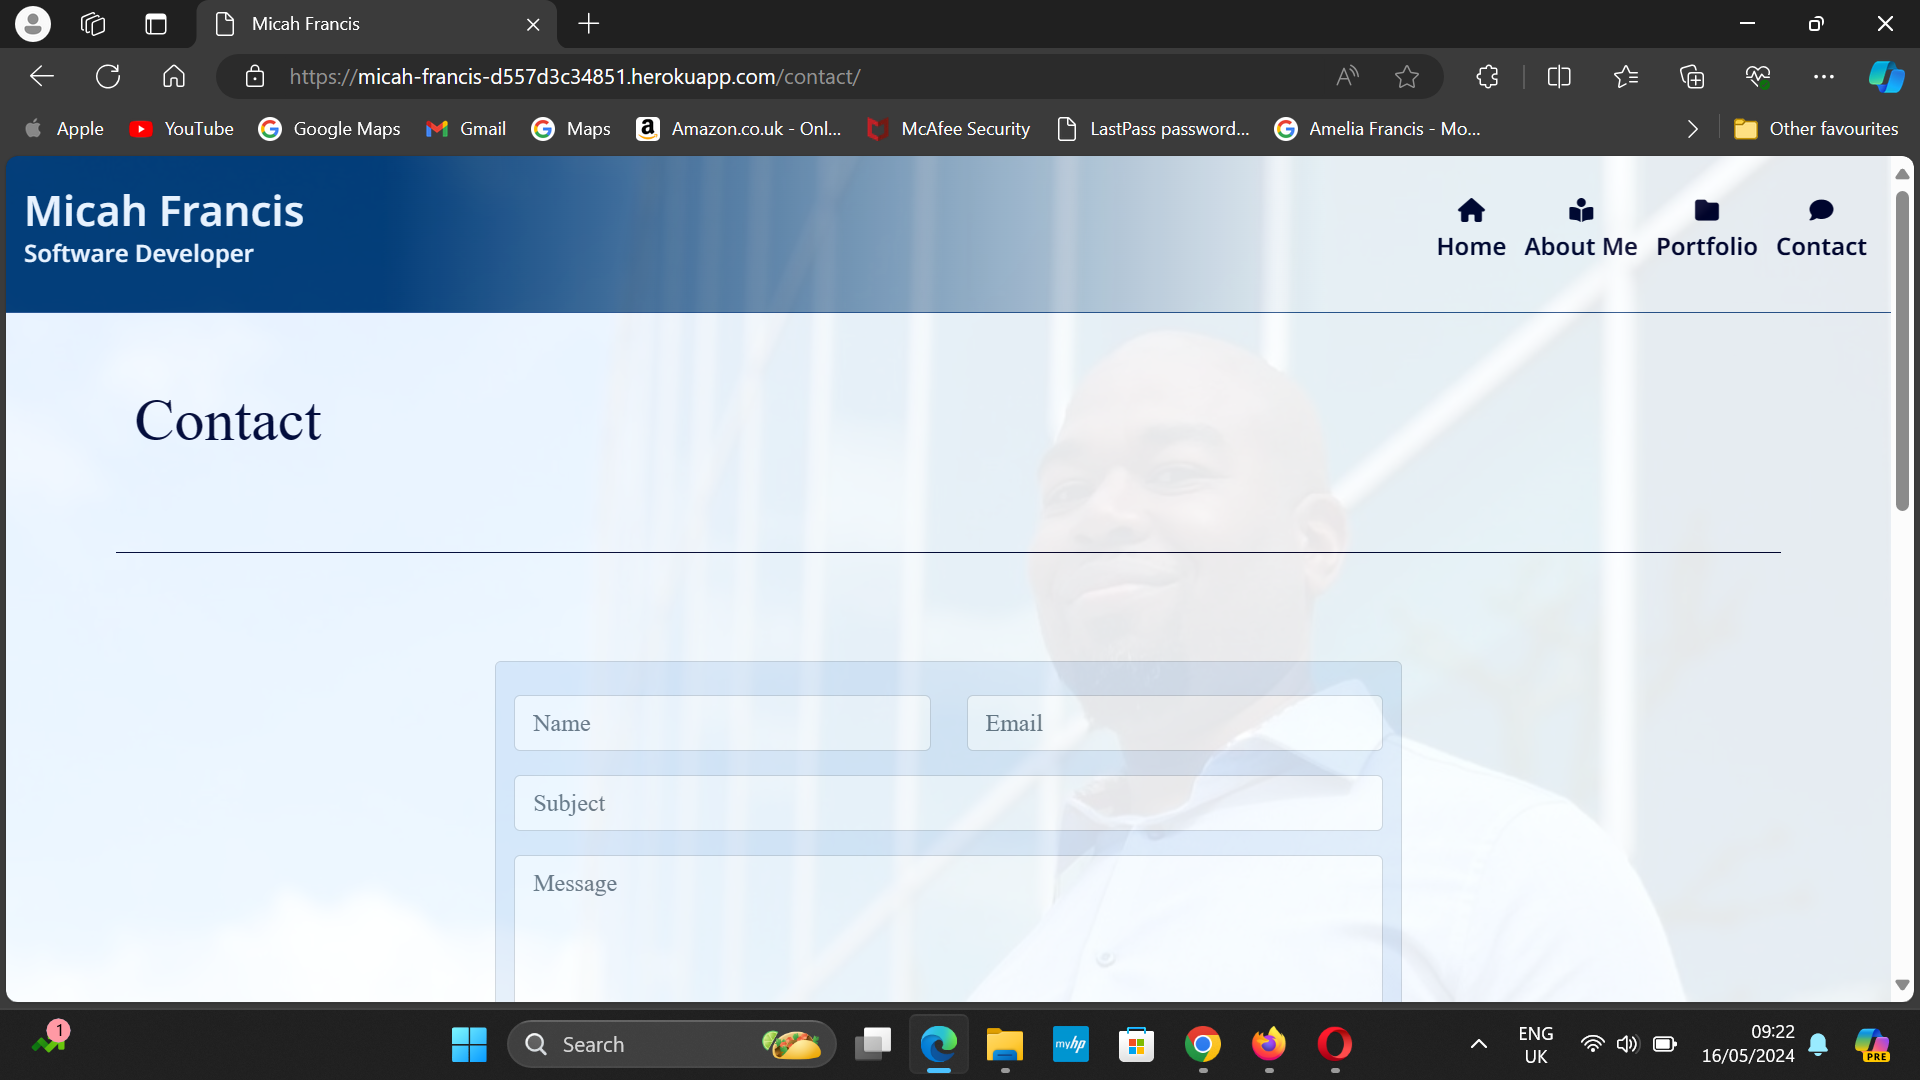 Micah Francis
https://micah-francis-d557d3c34851.herokuapp.com/contact/
Apple YouTube Google Maps Gmail Maps Amazon.co.uk - Onl... McAfee Security LastPass password... Amelia Francis - Mo... Other favourites
Micah Francis
Software Developer
Home About Me Portfolio Contact
Contact
Name Email
Subject
Message
1
Search
myhp
ENG
UK
09:22
16/05/2024
PRE